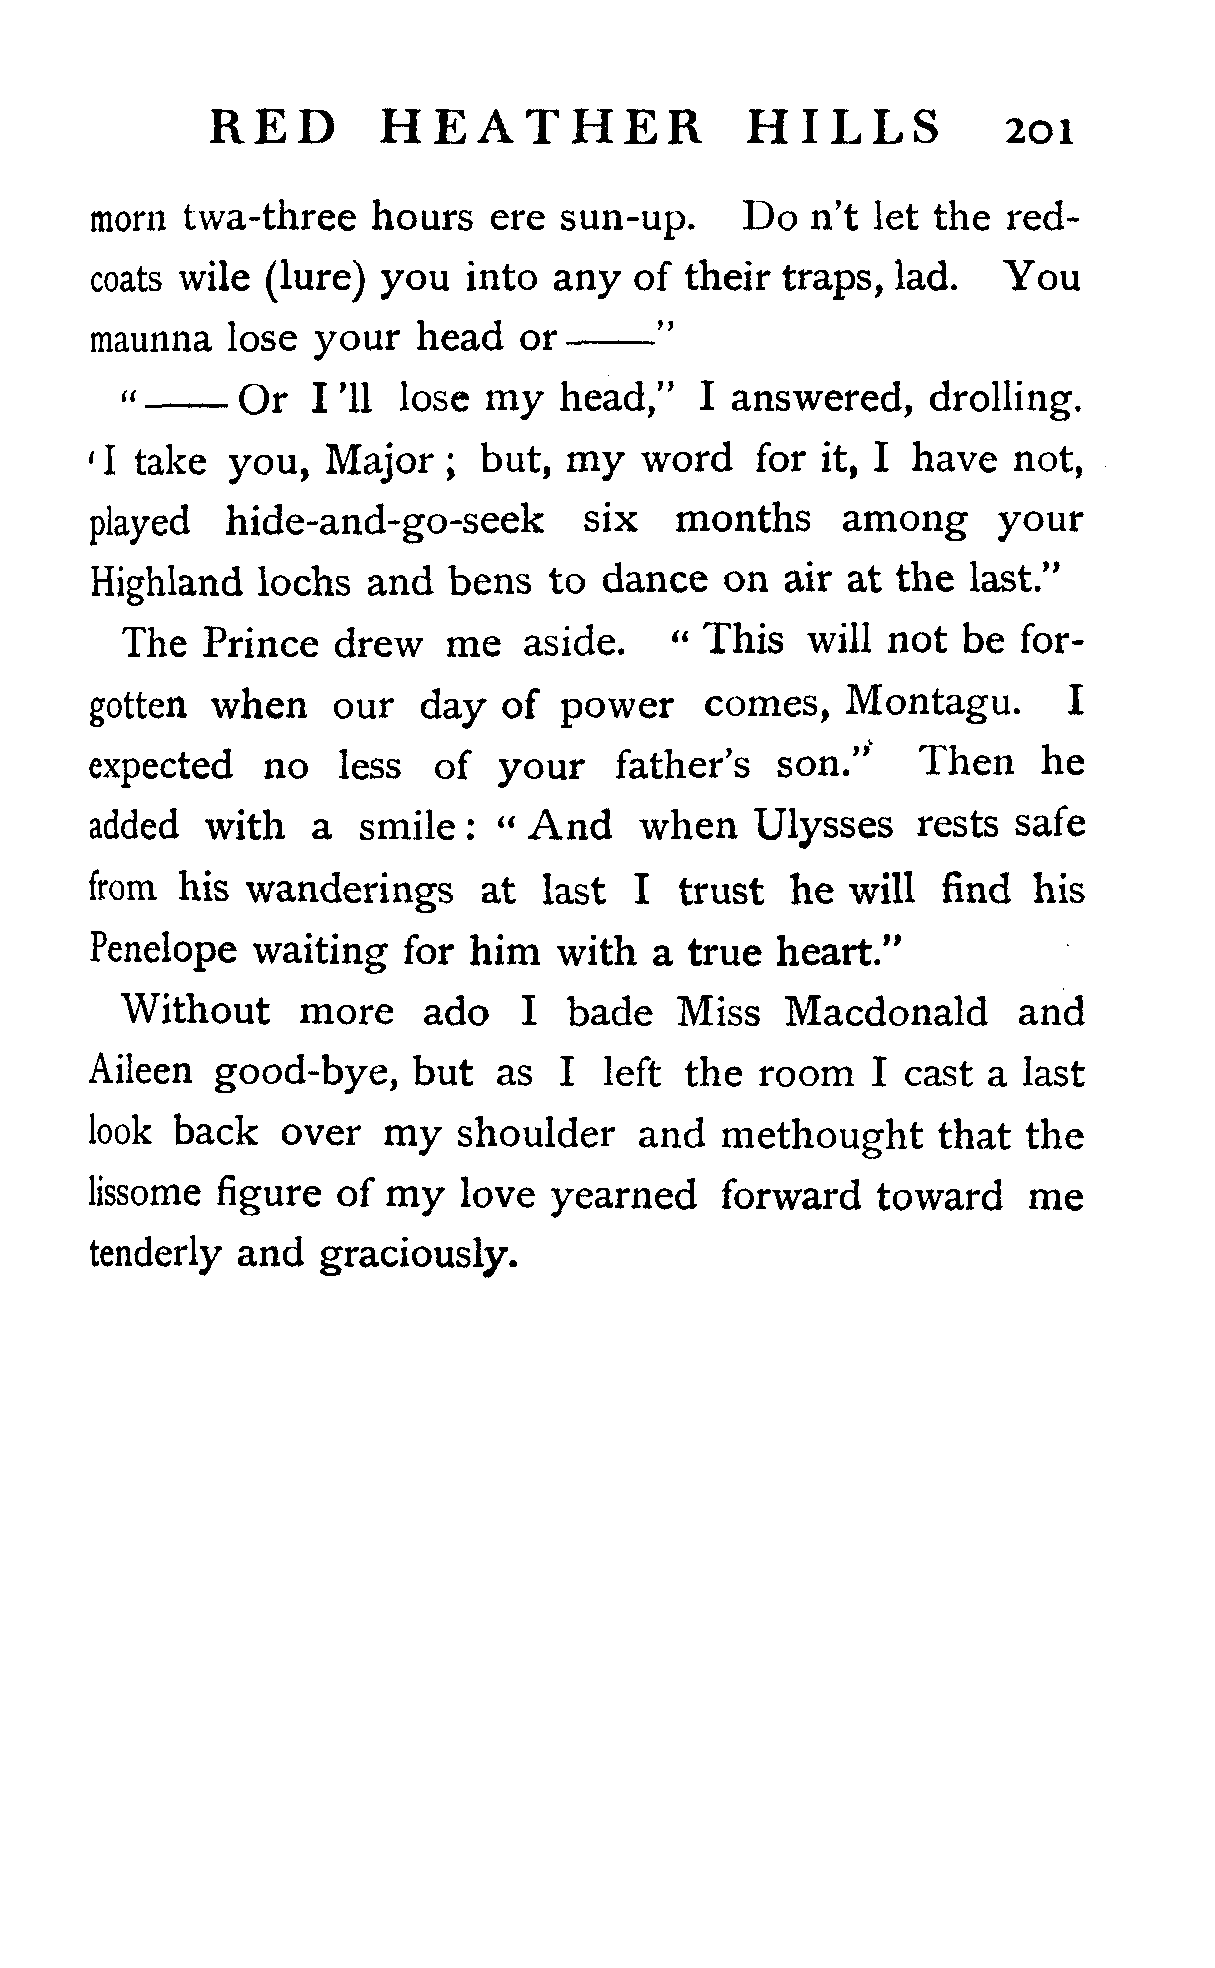 RED HEATHER HILLS 201
morn twa-three hours ere sun-up. Do n't let the red-
coats wile (lure) you into any of their traps, lad. You
maunna lose your head or——"
"——Or I 'll lose my head," I answered, drolling.
'I take you, Major ; but, my word for it, I have not,
played hide-and-go-seek six months among your
Highland lochs and bens to dance on air at the last."
The Prince drew me aside. " This will not be for-
gotten when our day of power comes, Montagu. I
expected no less of your father's son." Then he
added with a smile : " And when Ulysses rests safe
from his wanderings at last I trust he will find his
Penelope waiting for him with a true heart."
Without more ado I bade Miss Macdonald and
Aileen good-bye, but as I left the room I cast a last
look back over my shoulder and methought that the
lissome figure of my love yearned forward toward me
tenderly and graciously.